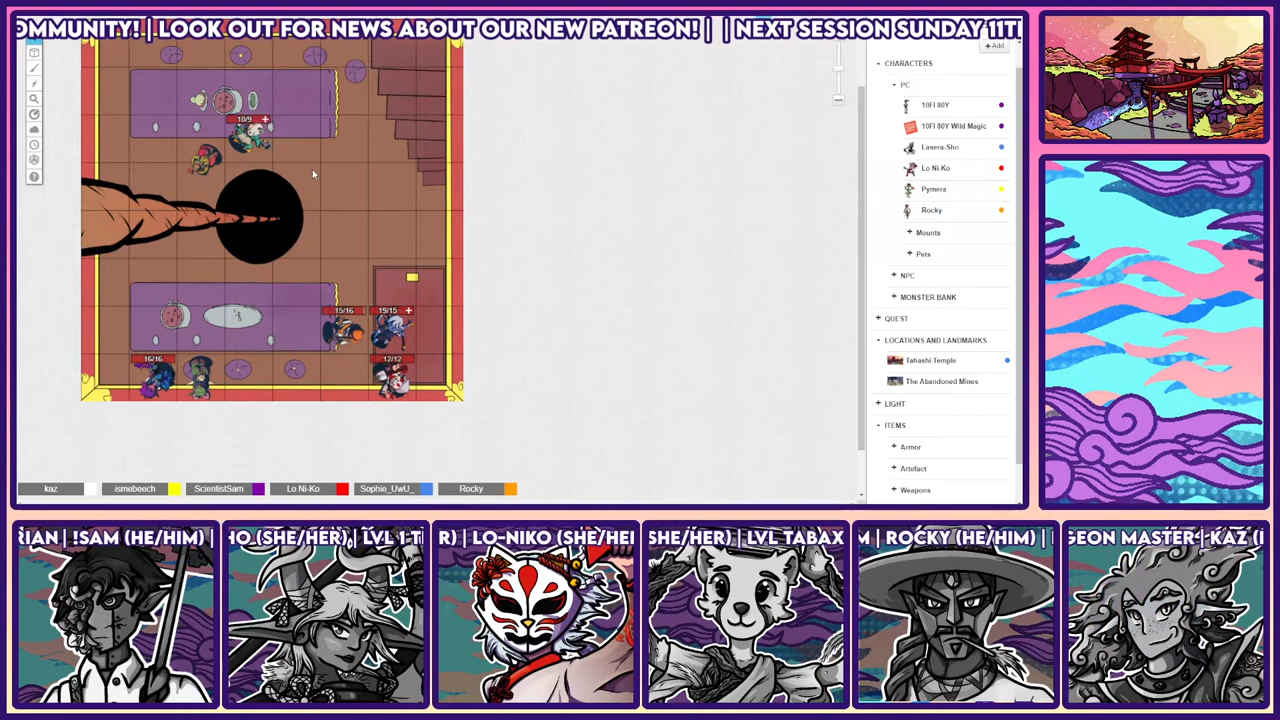 OMMUNITY! | LOOK OUT FOR NEWS ABOUT OUR NEW PATREON! | | NEXT SESSION SUNDAY 11T
+ Add
CHARACTERS
PC
10FI 80Y
10FI 80Y Wild Magic
Lasera-Sho
Lo Ni-Ko
Pymera
Rocky
Mounts
Pets
NPC
MONSTER BANK
QUEST
LOCATIONS AND LANDMARKS
Tahashi Temple
The Abandoned Mines
LIGHT
ITEMS
Armor
Artefact
Weapons
10/9
15/16
19/15
16/16
12/12
kaz
ismebeech
ScientistSam
Lo Ni-Ko
Sophie_UwU_
Rocky
RIAN | !SAM (HE/HIM) |
HO (SHE/HER) | LVL 1 T
R) | LO-NIKO (SHE/HER
SHE/HER) | LVL TABAX
M | ROCKY (HE/HIM) |
GEON MASTER - KAZ (